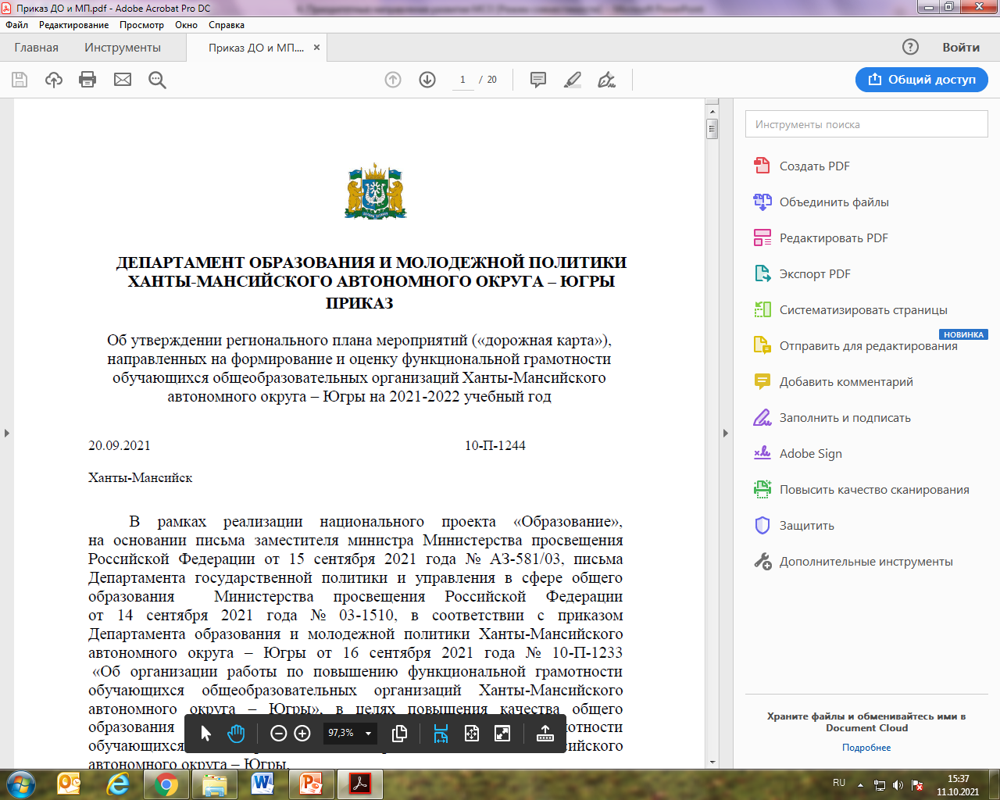 Приказ ДО и МП.pdf - Adobe Acrobat Pro DC
Файл Редактирование Просмотр Окно Справка
Главная Инструменты Приказ ДО и МП.... × Войти
1 / 20 Общий доступ
ДЕПАРТАМЕНТ ОБРАЗОВАНИЯ И МОЛОДЕЖНОЙ ПОЛИТИКИ
ХАНТЫ-МАНСИЙСКОГО АВТОНОМНОГО ОКРУГА – ЮГРЫ
ПРИКАЗ
Об утверждении регионального плана мероприятий («дорожная карта»),
направленных на формирование и оценку функциональной грамотности
обучающихся общеобразовательных организаций Ханты-Мансийского
автономного округа – Югры на 2021-2022 учебный год
20.09.2021 10-П-1244
Ханты-Мансийск
В рамках реализации национального проекта «Образование»,
на основании письма заместителя министра Министерства просвещения
Российской Федерации от 15 сентября 2021 года № АЗ-581/03, письма
Департамента государственной политики и управления в сфере общего
образования Министерства просвещения Российской Федерации
от 14 сентября 2021 года № 03-1510, в соответствии с приказом
Департамента образования и молодежной политики Ханты-Мансийского
автономного округа – Югры от 16 сентября 2021 года № 10-П-1233
«Об организации работы по повышению функциональной грамотности
обучающихся общеобразовательных организаций Ханты-Мансийского
автономного округа – Югры», в целях повышения качества общего
образования
обучающихся
автономного округа – Югры,
97,3%
Инструменты поиска
Создать PDF
Объединить файлы
Редактировать PDF
Экспорт PDF
Систематизировать страницы
НОВИНКА
Отправить для редактирования
Добавить комментарий
Заполнить и подписать
Adobe Sign
Повысить качество сканирования
Защитить
Дополнительные инструменты
Храните файлы и обменивайтесь ими в
Document Cloud
Подробнее
RU
15:37
11.10.2021